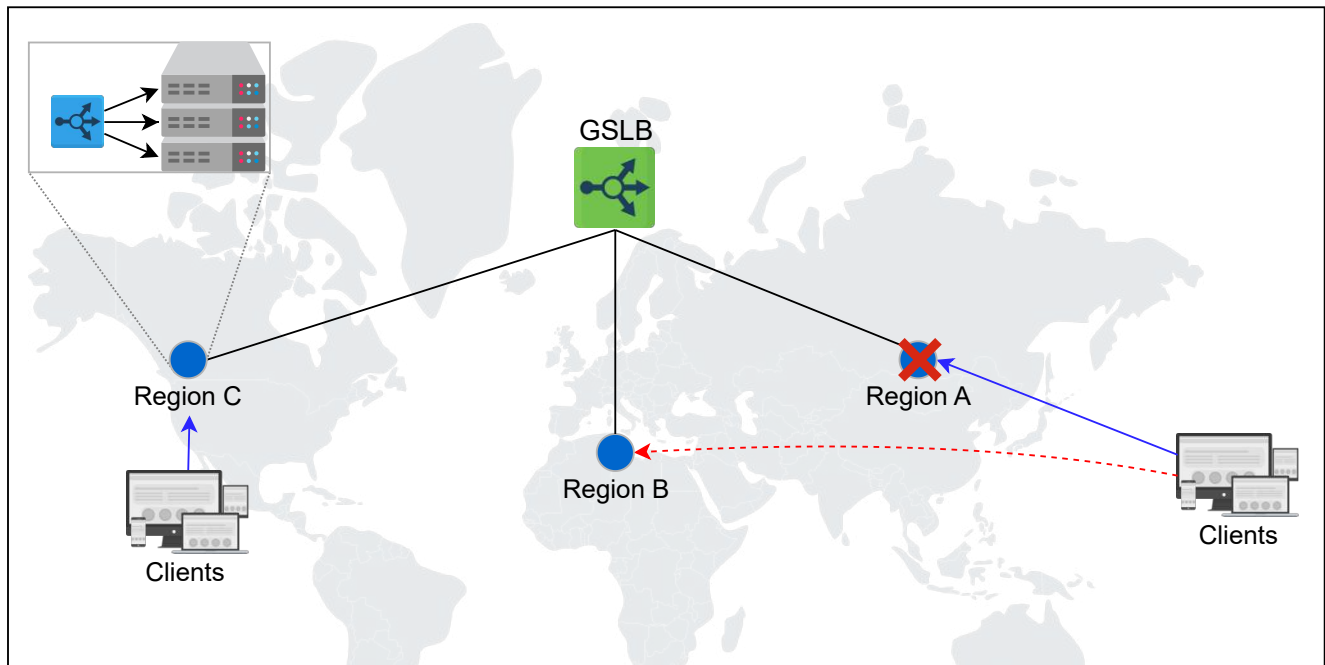 GSLB
Region C
Region A
Region B
Clients
Clients